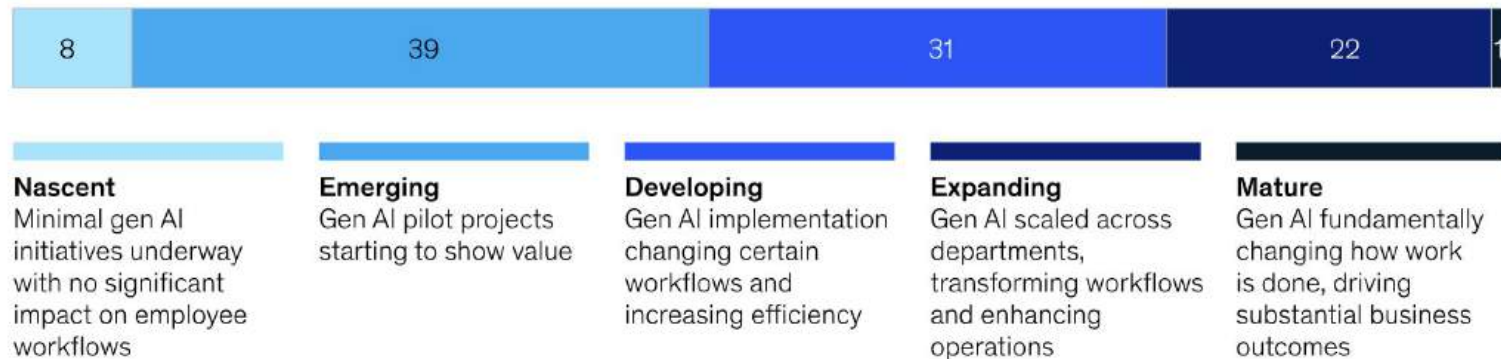 8 39 31 22 1
Nascent
Minimal gen AI
initiatives underway
with no significant
impact on employee
workflows
Emerging
Gen AI pilot projects
starting to show value
Developing
Gen AI implementation
changing certain
workflows and
increasing efficiency
Expanding
Gen AI scaled across
departments,
transforming workflows
and enhancing
operations
Mature
Gen AI fundamentally
changing how work
is done, driving
substantial business
outcomes